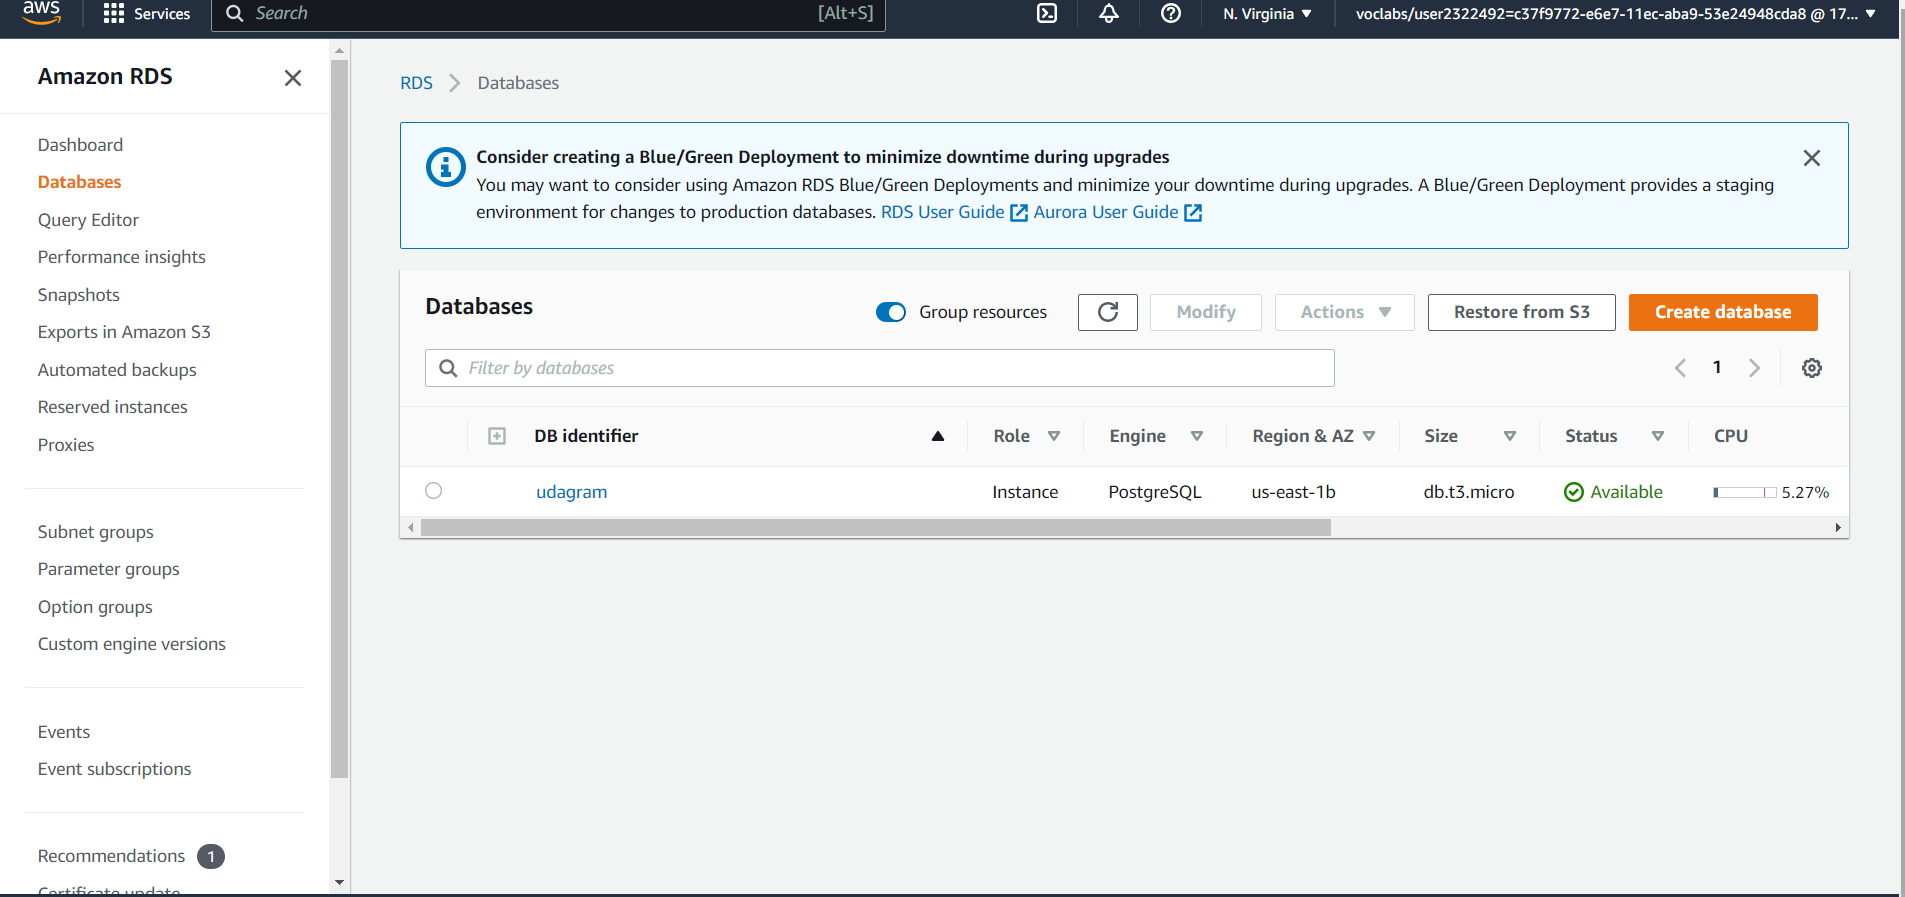 aws
Services
Search
[Alt+S]
N. Virginia
voclabs/user2322492=c37f9772-e6e7-11ec-aba9-53e24948cda8 @ 17...
Amazon RDS
Dashboard
Databases
Query Editor
Performance insights
Snapshots
Exports in Amazon S3
Automated backups
Reserved instances
Proxies
Subnet groups
Parameter groups
Option groups
Custom engine versions
Events
Event subscriptions
Recommendations 1
Certificate update
RDS > Databases
Consider creating a Blue/Green Deployment to minimize downtime during upgrades
You may want to consider using Amazon RDS Blue/Green Deployments and minimize your downtime during upgrades. A Blue/Green Deployment provides a staging
environment for changes to production databases. RDS User Guide Aurora User Guide
Databases
Group resources
Modify
Actions
Restore from S3
Create database
Filter by databases
1
DB identifier Role Engine Region & AZ Size Status CPU
udagram Instance PostgreSQL us-east-1b db.t3.micro Available 5.27%